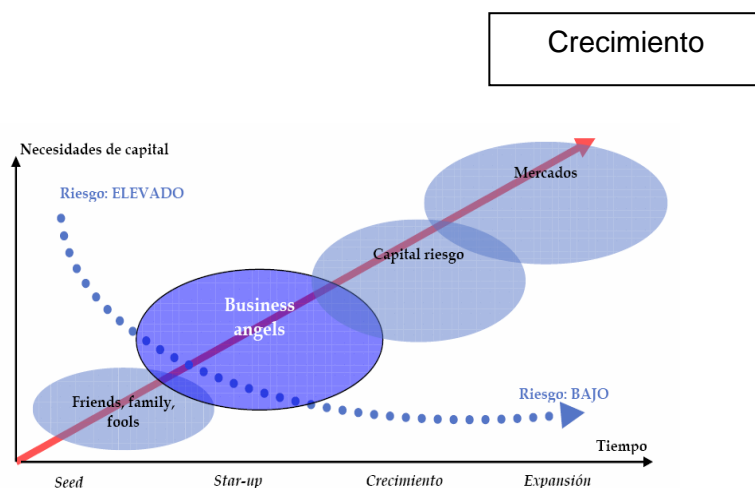 Crecimiento
Necesidades de capital
Riesgo: ELEVADO
Mercados
Capital riesgo
Business
angels
Friends, family,
fools
Riesgo: BAJO
Tiempo
Seed
Star-up
Crecimiento
Expansión